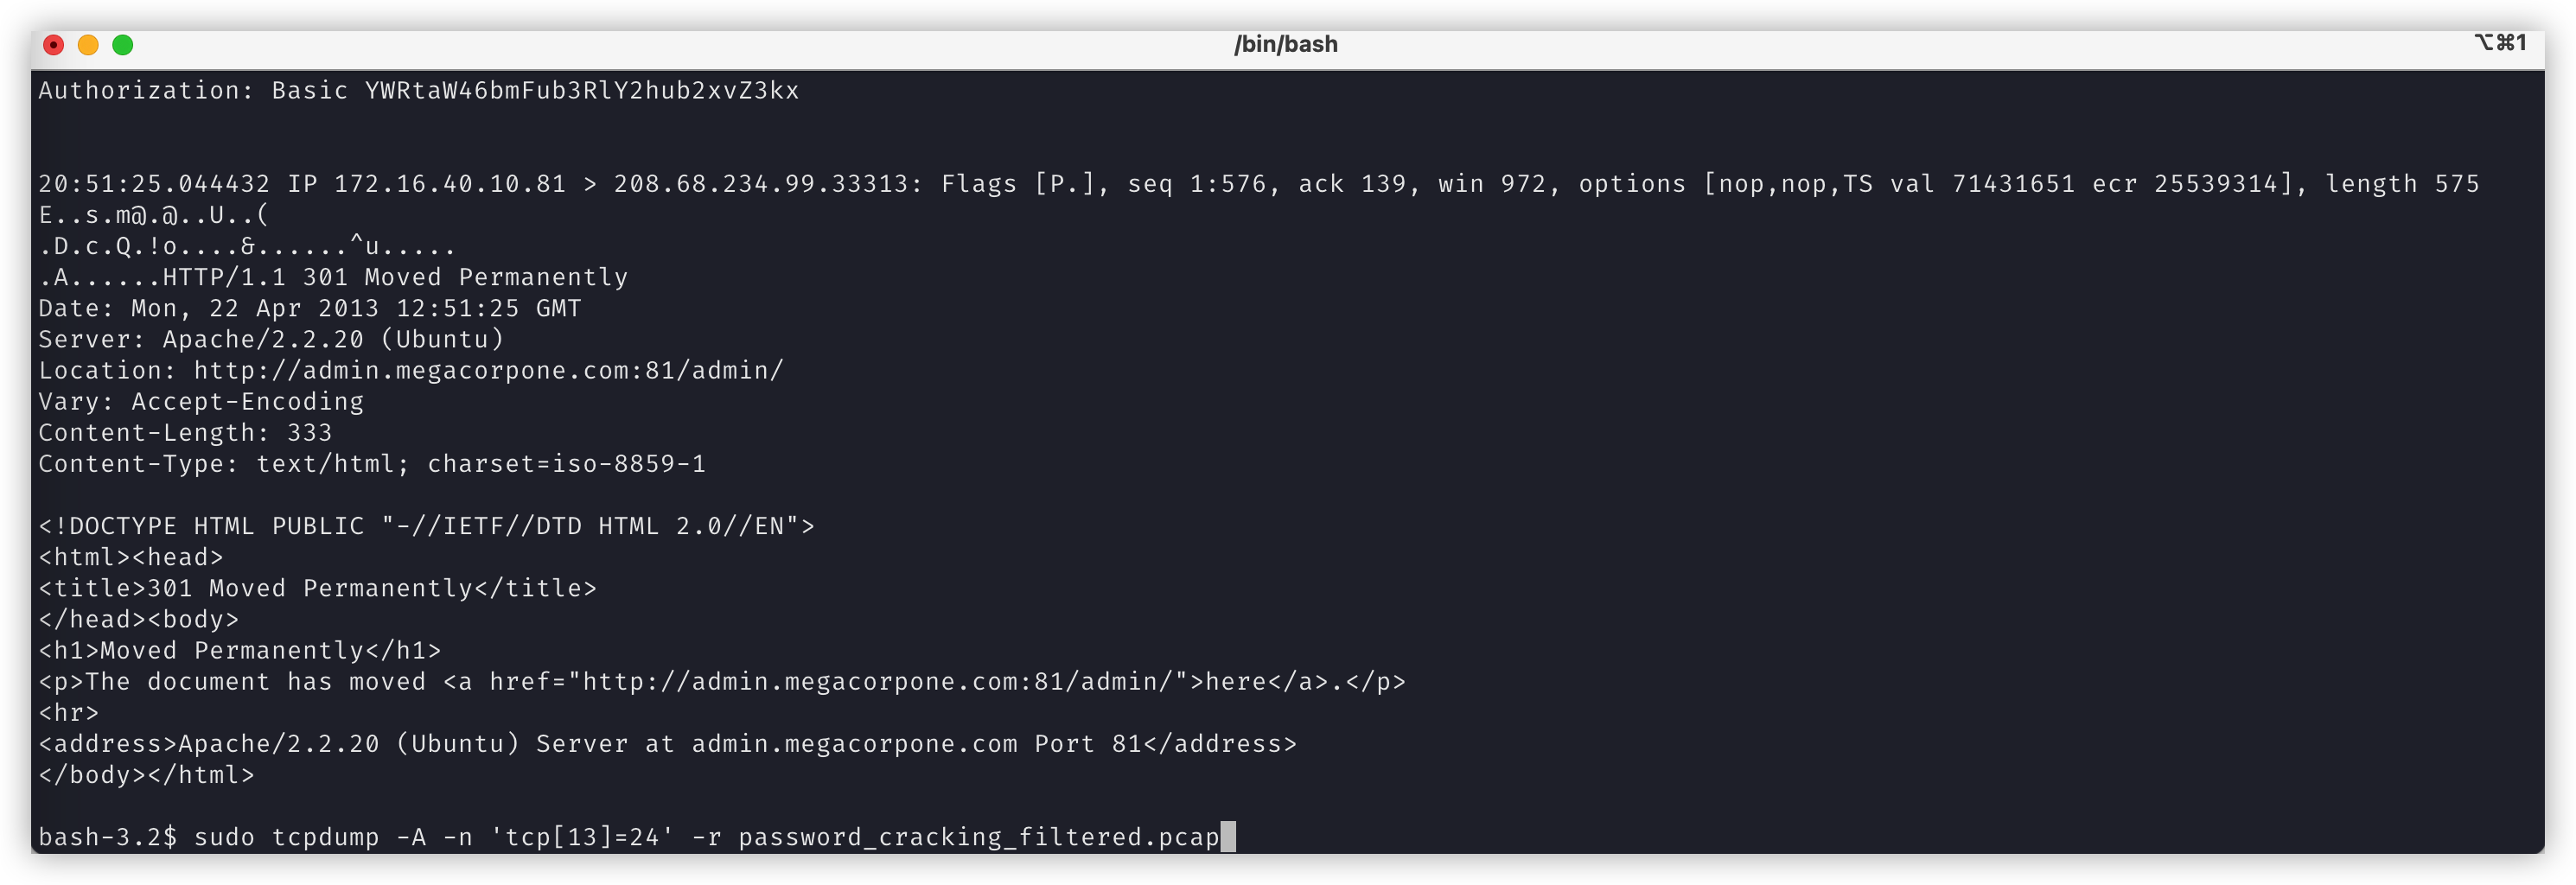 /bin/bash
⌥⌘1
Authorization: Basic YWRtaW46bmFub3RlY2hub2xvZ3kx
20:51:25.044432 IP 172.16.40.10.81 > 208.68.234.99.33313: Flags [P.], seq 1:576, ack 139, win 972, options [nop,nop,TS val 71431651 ecr 25539314], length 575
E..s.m@.@..U..(
.D.c.Q.!o....&......^u.....
.A......HTTP/1.1 301 Moved Permanently
Date: Mon, 22 Apr 2013 12:51:25 GMT
Server: Apache/2.2.20 (Ubuntu)
Location: http://admin.megacorpone.com:81/admin/
Vary: Accept-Encoding
Content-Length: 333
Content-Type: text/html; charset=iso-8859-1
<!DOCTYPE HTML PUBLIC "-//IETF//DTD HTML 2.0//EN">
<html><head>
<title>301 Moved Permanently</title>
</head><body>
<h1>Moved Permanently</h1>
<p>The document has moved <a href="http://admin.megacorpone.com:81/admin/">here</a>.</p>
<hr>
<address>Apache/2.2.20 (Ubuntu) Server at admin.megacorpone.com Port 81</address>
</body></html>
bash-3.2$ sudo tcpdump -A -n 'tcp[13]=24' -r password_cracking_filtered.pcap